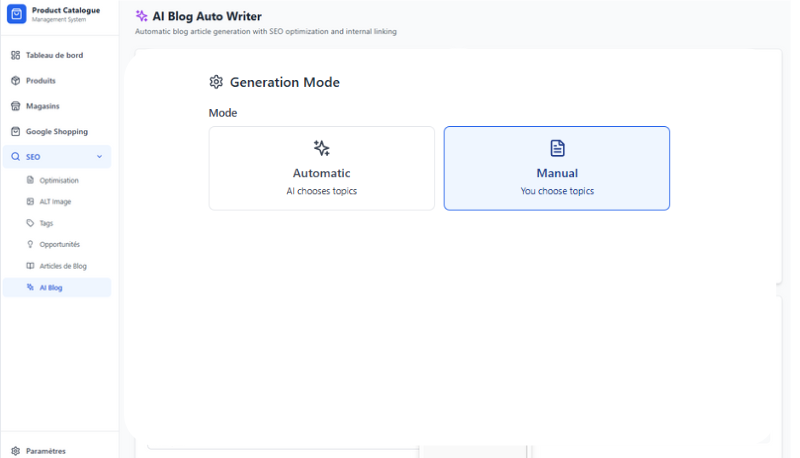 Product Catalogue
Management System
Tableau de bord
Produits
Magasins
Google Shopping
SEO
Optimisation
ALT Image
Tags
Opportunités
Articles de Blog
AI Blog
Paramètres
AI Blog Auto Writer
Automatic blog article generation with SEO optimization and internal linking
Generation Mode
Mode
Automatic
AI chooses topics
Manual
You choose topics